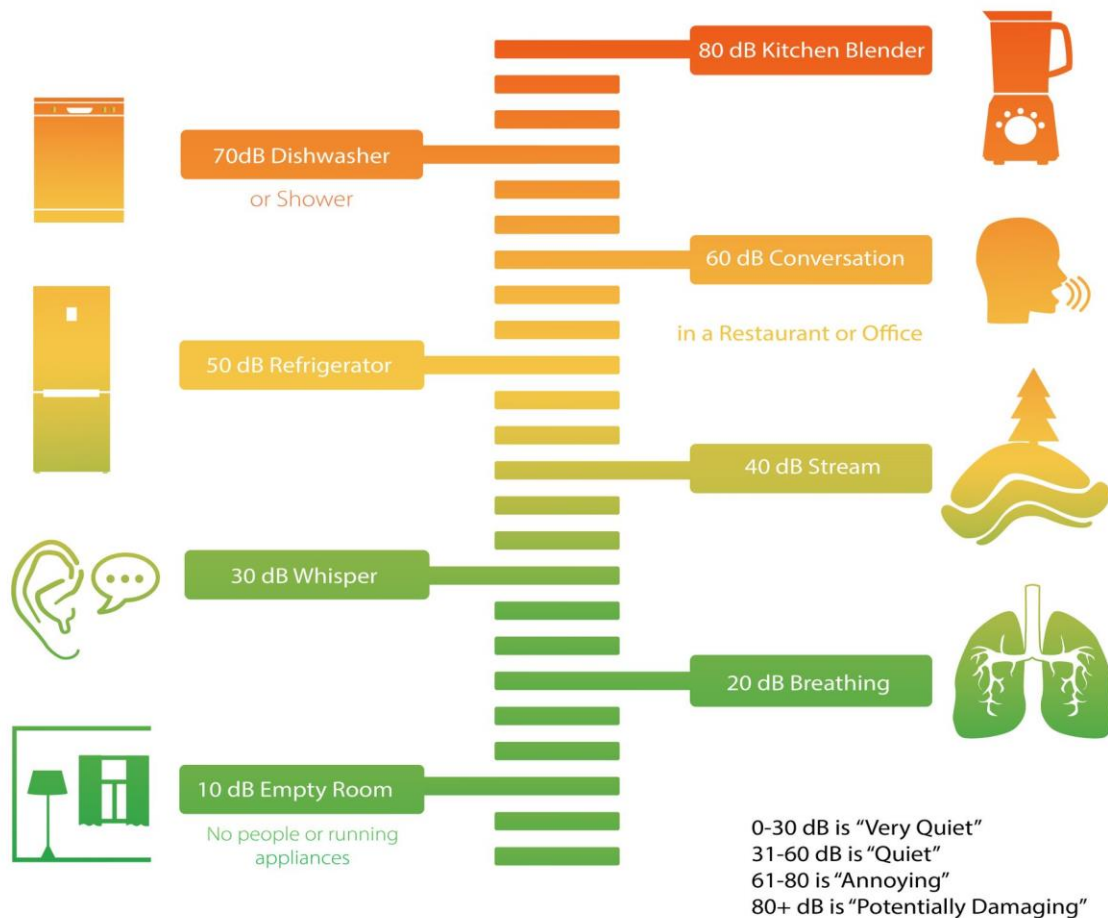 80 dB Kitchen Blender
70dB Dishwasher
or Shower
60 dB Conversation
in a Restaurant or Office
50 dB Refrigerator
40 dB Stream
30 dB Whisper
20 dB Breathing
10 dB Empty Room
No people or running
appliances
0-30 dB is “Very Quiet”
31-60 dB is “Quiet”
61-80 is “Annoying”
80+ dB is “Potentially Damaging”